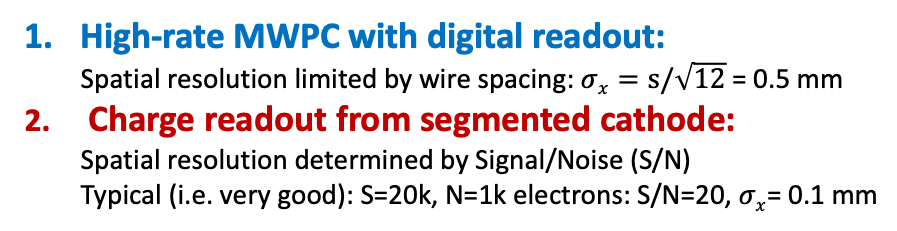 1. High-rate MWPC with digital readout:
Spatial resolution limited by wire spacing: σₓ = s/√12 = 0.5 mm
2. Charge readout from segmented cathode:
Spatial resolution determined by Signal/Noise (S/N)
Typical (i.e. very good): S=20k, N=1k electrons: S/N=20, σₓ= 0.1 mm